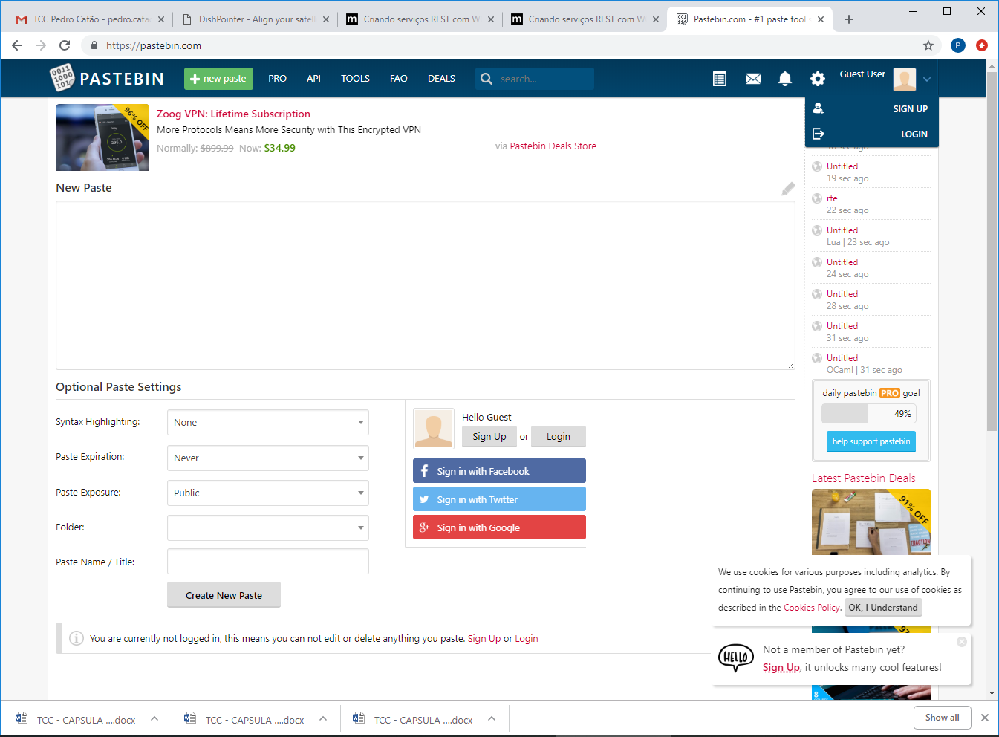 TCC Pedro Catão - pedro.cata
DishPointer - Align your satell
Criando serviços REST com W
Criando serviços REST com W
Pastebin.com - #1 paste tool
https://pastebin.com
P
PASTEBIN
new paste
PRO
API
TOOLS
FAQ
DEALS
search...
Guest User
-
SIGN UP
LOGIN
96% OFF
Zoog VPN: Lifetime Subscription
More Protocols Means More Security with This Encrypted VPN
Normally: $899.99 Now: $34.99
via Pastebin Deals Store
New Paste
Untitled
19 sec ago
rte
22 sec ago
Untitled
Lua | 23 sec ago
Untitled
24 sec ago
Untitled
28 sec ago
Untitled
31 sec ago
Untitled
OCaml | 31 sec ago
daily pastebin PRO goal
49%
help support pastebin
Latest Pastebin Deals
91% OFF
Optional Paste Settings
Syntax Highlighting:
None
Paste Expiration:
Never
Paste Exposure:
Public
Folder:
Paste Name / Title:
Create New Paste
Hello Guest
Sign Up or Login
Sign in with Facebook
Sign in with Twitter
Sign in with Google
You are currently not logged in, this means you can not edit or delete anything you paste. Sign Up or Login
We use cookies for various purposes including analytics. By
continuing to use Pastebin, you agree to our use of cookies as
described in the Cookies Policy. OK, I Understand
HELLO
Not a member of Pastebin yet?
Sign Up, it unlocks many cool features!
TCC - CAPSULA ....docx
TCC - CAPSULA ....docx
TCC - CAPSULA ....docx
Show all